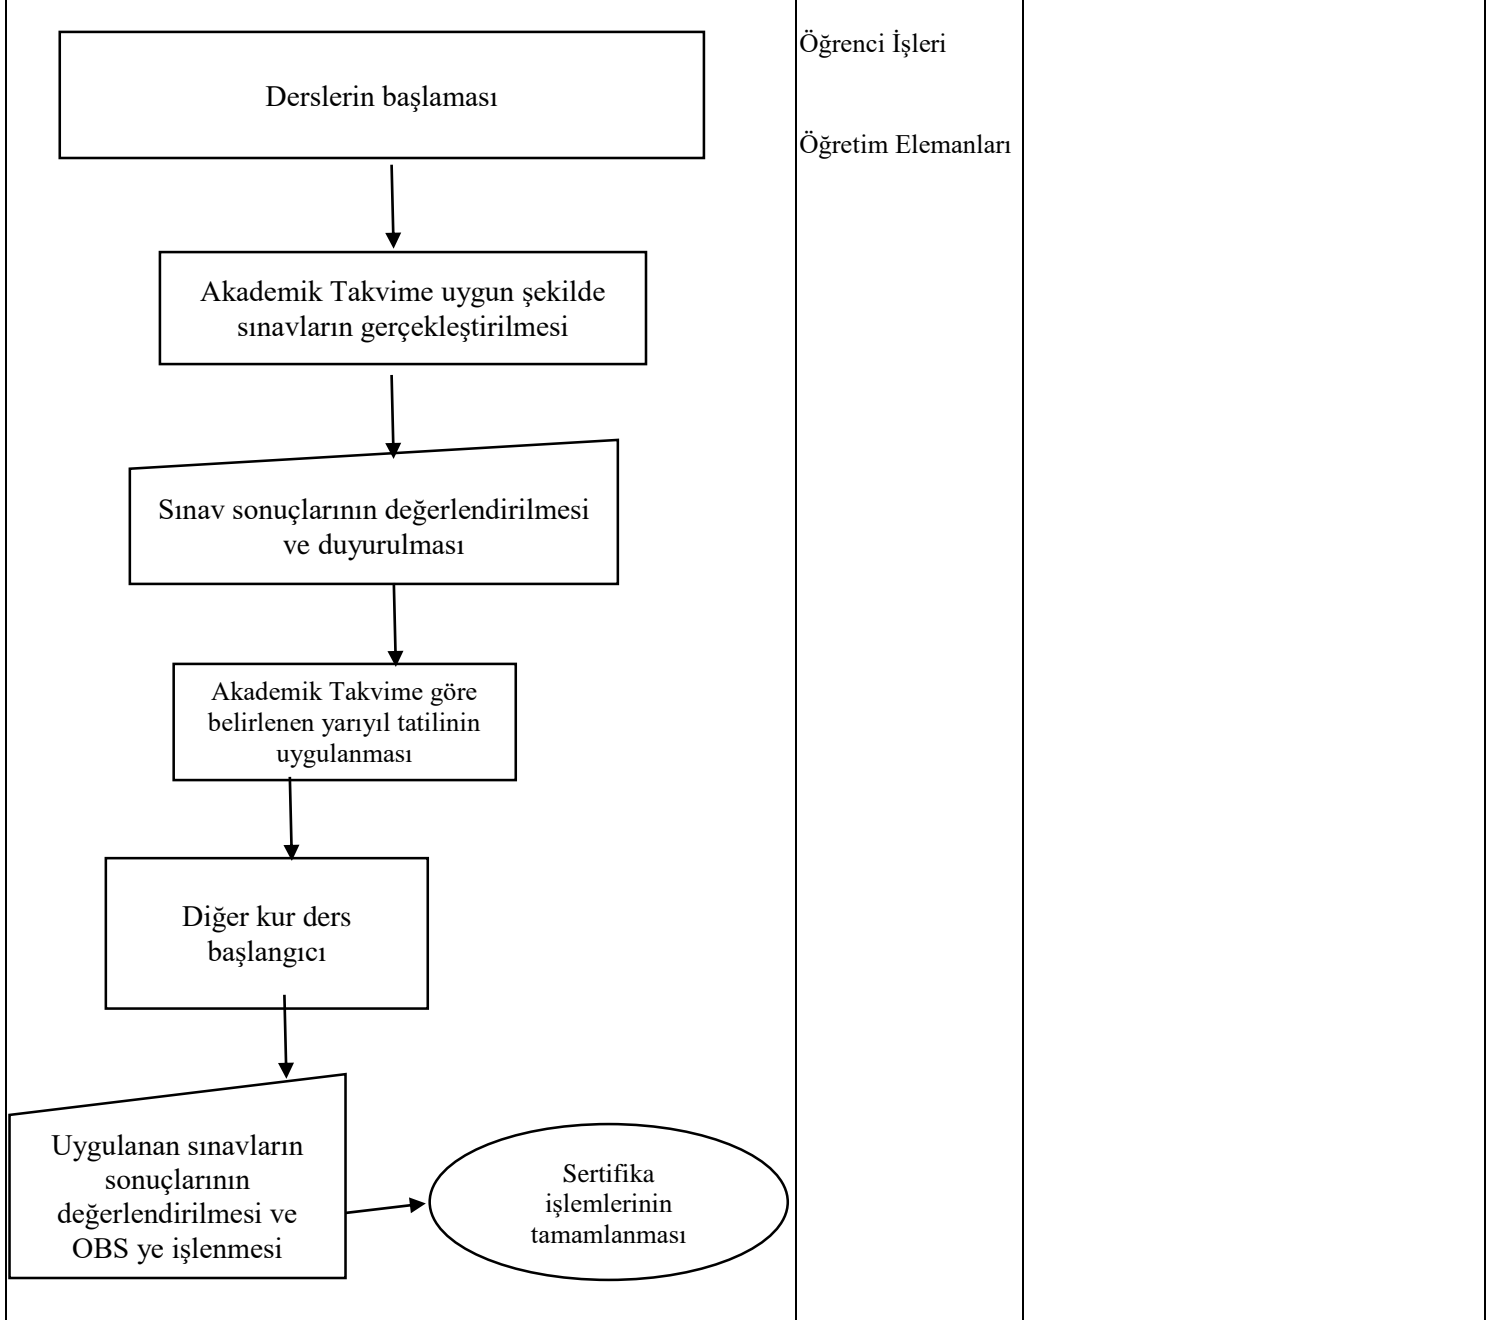 Derslerin başlaması
Öğrenci İşleri
Öğretim Elemanları
Akademik Takvime uygun şekilde
sınavların gerçekleştirilmesi
Sınav sonuçlarının değerlendirilmesi
ve duyurulması
Akademik Takvime göre
belirlenen yarıyıl tatilinin
uygulanması
Diğer kur ders
başlangıcı
Uygulanan sınavların
sonuçlarının
değerlendirilmesi ve
OBS ye işlenmesi
Sertifika
işlemlerinin
tamamlanması